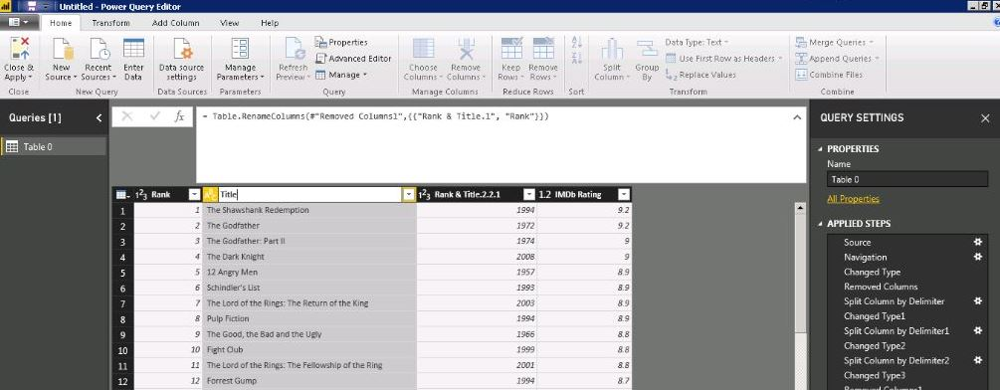 Untitled - Power Query Editor
Home Transform Add Column View Help
Close & Apply New Source Recent Sources Enter Data Data source settings Manage Parameters Refresh Preview Properties Advanced Editor Manage Choose Columns Remove Columns Keep Rows Remove Rows Split Column Group By Data Type: Text Use First Row as Headers Replace Values Merge Queries Append Queries Combine Files
Close New Query Data Sources Parameters Query Manage Columns Reduce Rows Sort Transform Combine
Queries [1]
Table 0
= Table.RenameColumns(#"Removed Columns1",{{"Rank & Title.1", "Rank"}})
1²3 Rank Title 1²3 Rank & Title.2.2.1 1.2 IMDb Rating
1 1 The Shawshank Redemption 1994 9.2
2 2 The Godfather 1972 9.2
3 3 The Godfather: Part II 1974 9
4 4 The Dark Knight 2008 9
5 5 12 Angry Men 1957 8.9
6 6 Schindler's List 1993 8.9
7 7 The Lord of the Rings: The Return of the King 2003 8.9
8 8 Pulp Fiction 1994 8.9
9 9 The Good, the Bad and the Ugly 1966 8.8
10 10 Fight Club 1999 8.8
11 11 The Lord of the Rings: The Fellowship of the Ring 2001 8.8
12 12 Forrest Gump 1994 8.7
QUERY SETTINGS
PROPERTIES
Name
Table 0
All Properties
APPLIED STEPS
Source
Navigation
Changed Type
Removed Columns
Split Column by Delimiter
Changed Type1
Split Column by Delimiter1
Changed Type2
Split Column by Delimiter2
Changed Type3
Removed Columns1